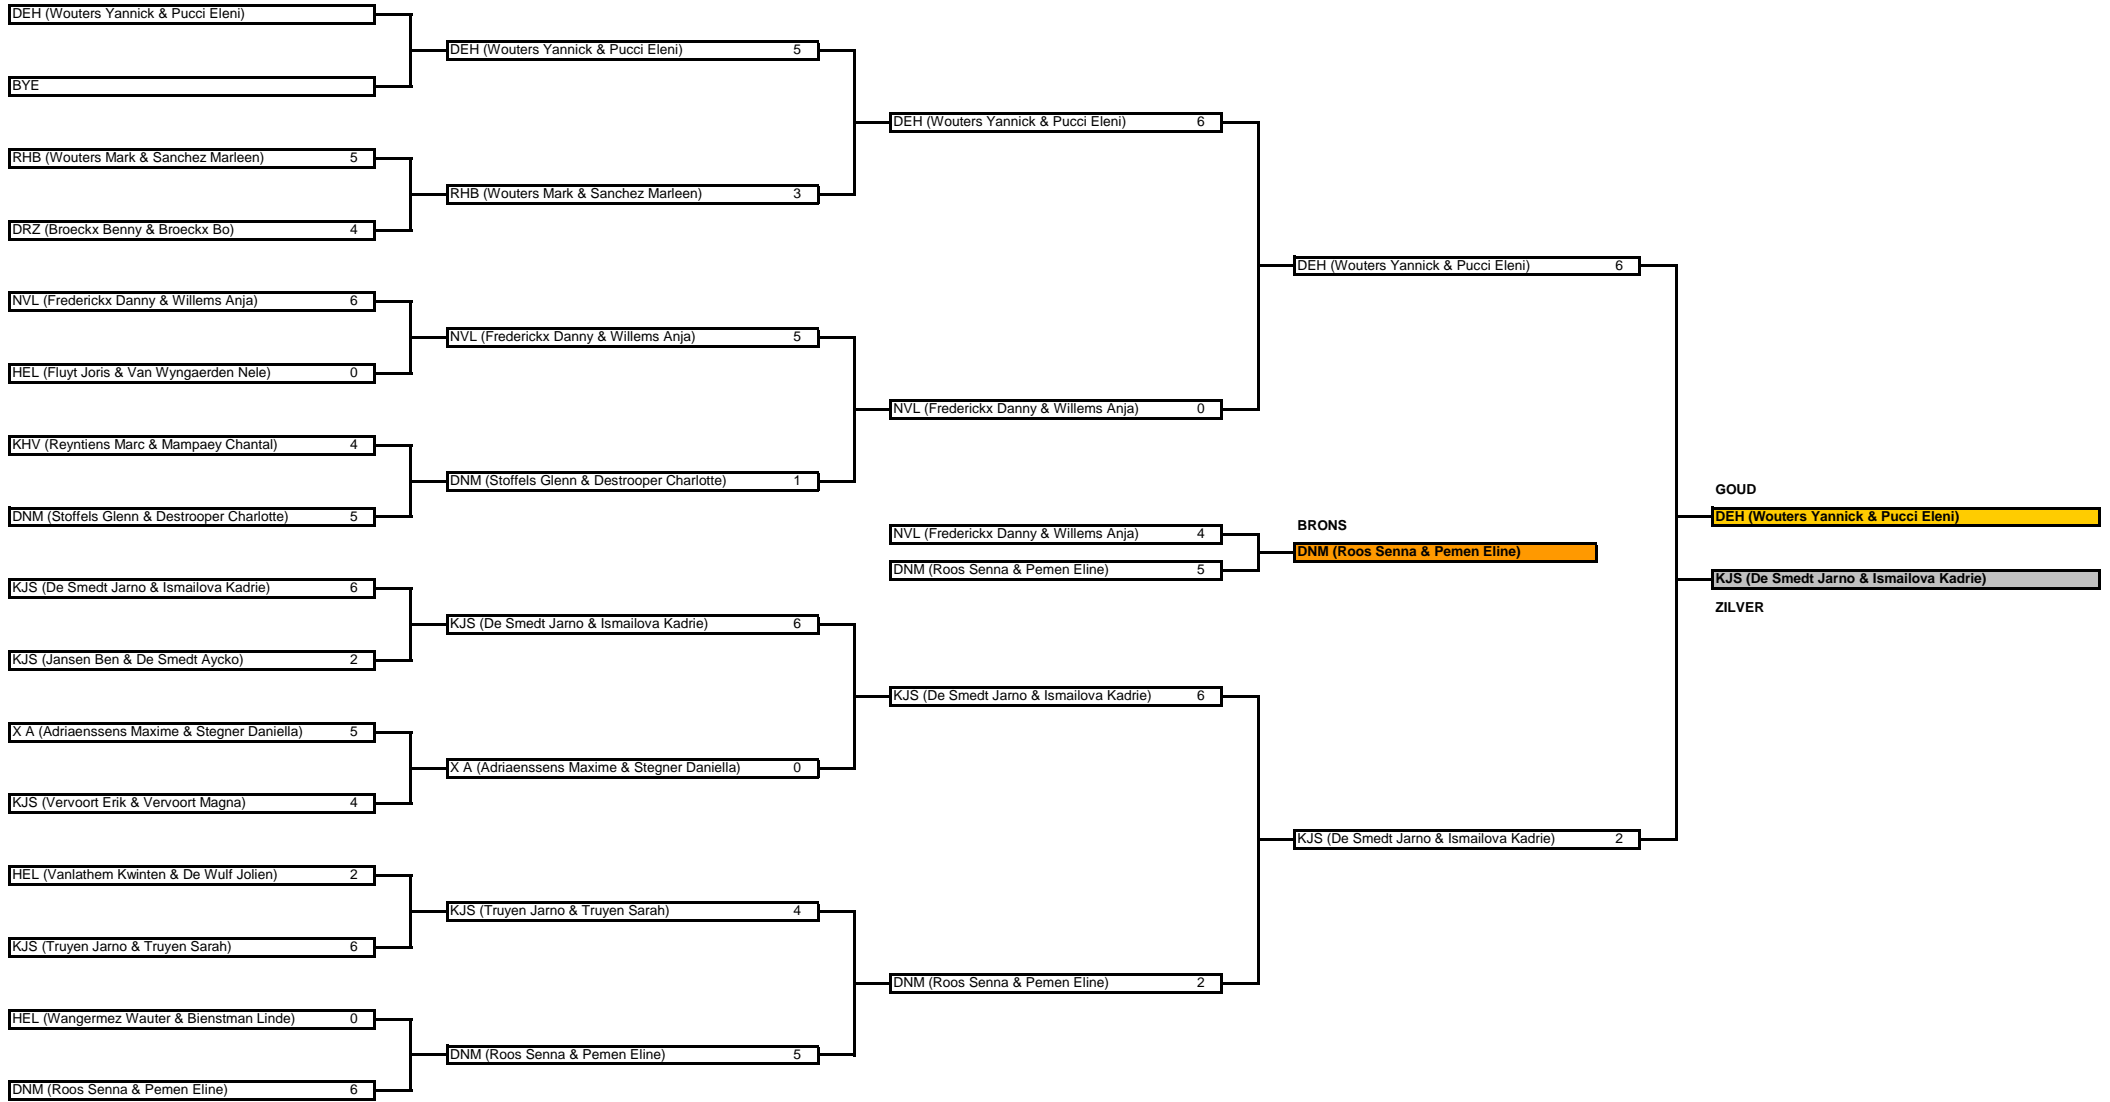 DEH (Wouters Yannick & Pucci Eleni)
BYE
RHB (Wouters Mark & Sanchez Marleen) 5
DRZ (Broeckx Benny & Broeckx Bo) 4
NVL (Frederickx Danny & Willems Anja) 6
HEL (Fluyt Joris & Van Wyngaerden Nele) 0
KHV (Reyntiens Marc & Mampaey Chantal) 4
DNM (Stoffels Glenn & Destrooper Charlotte) 5
KJS (De Smedt Jarno & Ismailova Kadrie) 6
KJS (Jansen Ben & De Smedt Aycko) 2
X A (Adriaenssens Maxime & Stegner Daniella) 5
KJS (Vervoort Erik & Vervoort Magna) 4
HEL (Vanlathem Kwinten & De Wulf Jolien) 2
KJS (Truyen Jarno & Truyen Sarah) 6
HEL (Wangermez Wauter & Bienstman Linde) 0
DNM (Roos Senna & Pemen Eline) 6
DEH (Wouters Yannick & Pucci Eleni) 5
RHB (Wouters Mark & Sanchez Marleen) 3
NVL (Frederickx Danny & Willems Anja) 5
DNM (Stoffels Glenn & Destrooper Charlotte) 1
KJS (De Smedt Jarno & Ismailova Kadrie) 6
X A (Adriaenssens Maxime & Stegner Daniella) 0
KJS (Truyen Jarno & Truyen Sarah) 4
DNM (Roos Senna & Pemen Eline) 5
DEH (Wouters Yannick & Pucci Eleni) 6
NVL (Frederickx Danny & Willems Anja) 0
NVL (Frederickx Danny & Willems Anja) 4
DNM (Roos Senna & Pemen Eline) 5
KJS (De Smedt Jarno & Ismailova Kadrie) 6
DNM (Roos Senna & Pemen Eline) 2
DEH (Wouters Yannick & Pucci Eleni) 6
BRONS
DNM (Roos Senna & Pemen Eline)
KJS (De Smedt Jarno & Ismailova Kadrie) 2
GOUD
DEH (Wouters Yannick & Pucci Eleni)
KJS (De Smedt Jarno & Ismailova Kadrie)
ZILVER